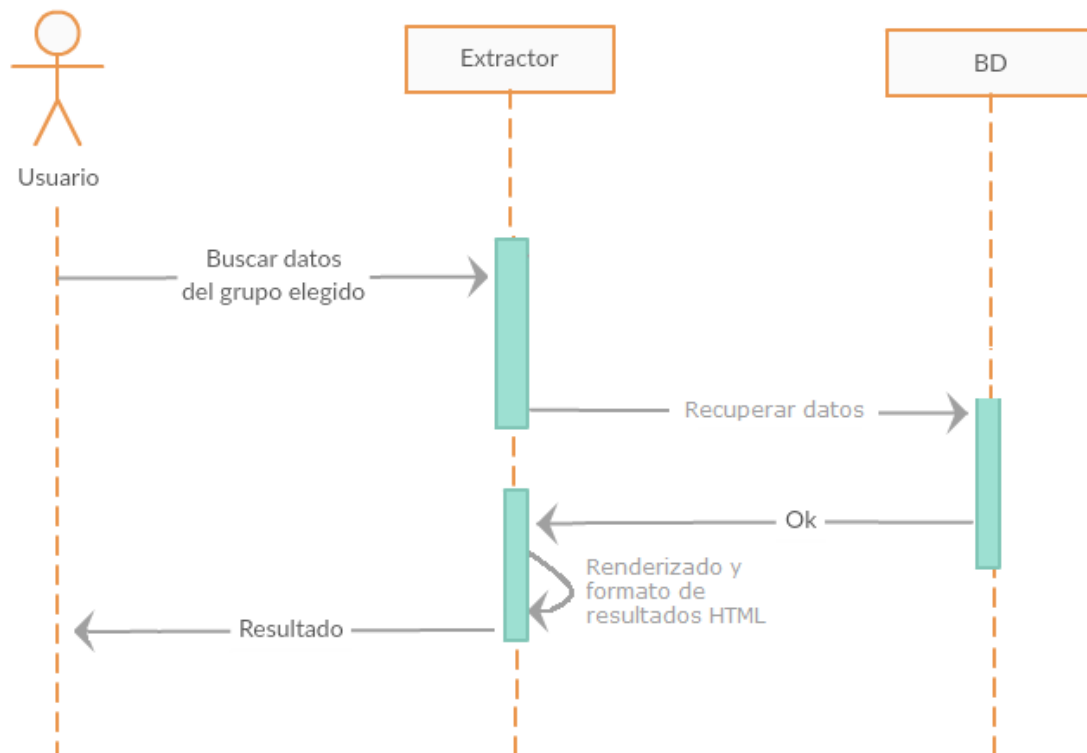 Extractor
BD
Usuario
Buscar datos
del grupo elegido
Recuperar datos
Ok
Renderizado y
formato de
resultados HTML
Resultado